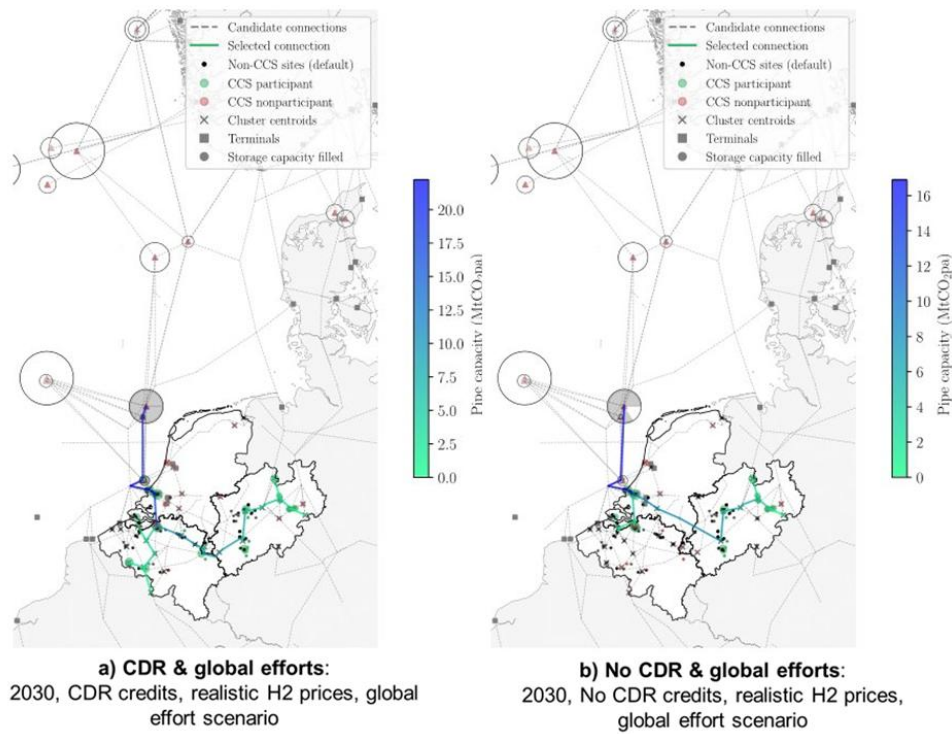 Candidate connections
Selected connection
Non-CCS sites (default)
CCS participant
CCS nonparticipant
Cluster centroids
Terminals
Storage capacity filled
20.0
17.5
15.0
12.5
10.0
7.5
5.0
2.5
0.0
Pipe capacity (MtCO2pa)
a) CDR & global efforts:
2030, CDR credits, realistic H2 prices, global
effort scenario
Candidate connections
Selected connection
Non-CCS sites (default)
CCS participant
CCS nonparticipant
Cluster centroids
Terminals
Storage capacity filled
16
14
12
10
8
6
4
2
0
Pipe capacity (MtCO₂pa)
b) No CDR & global efforts:
2030, No CDR credits, realistic H2 prices,
global effort scenario